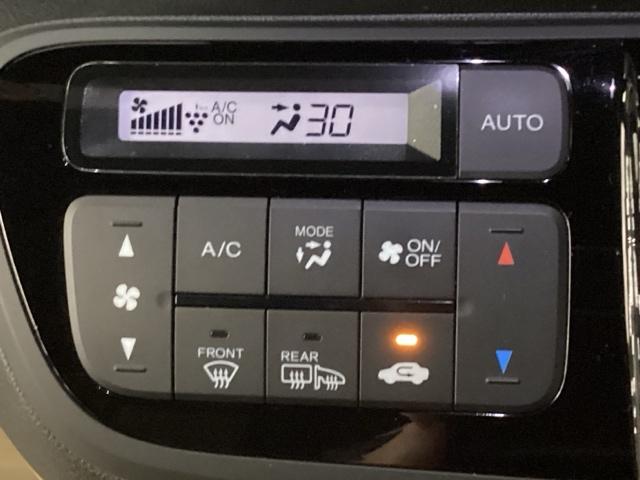 A/C
ON
30
AUTO
A/C
MODE
ON/
OFF
FRONT
REAR